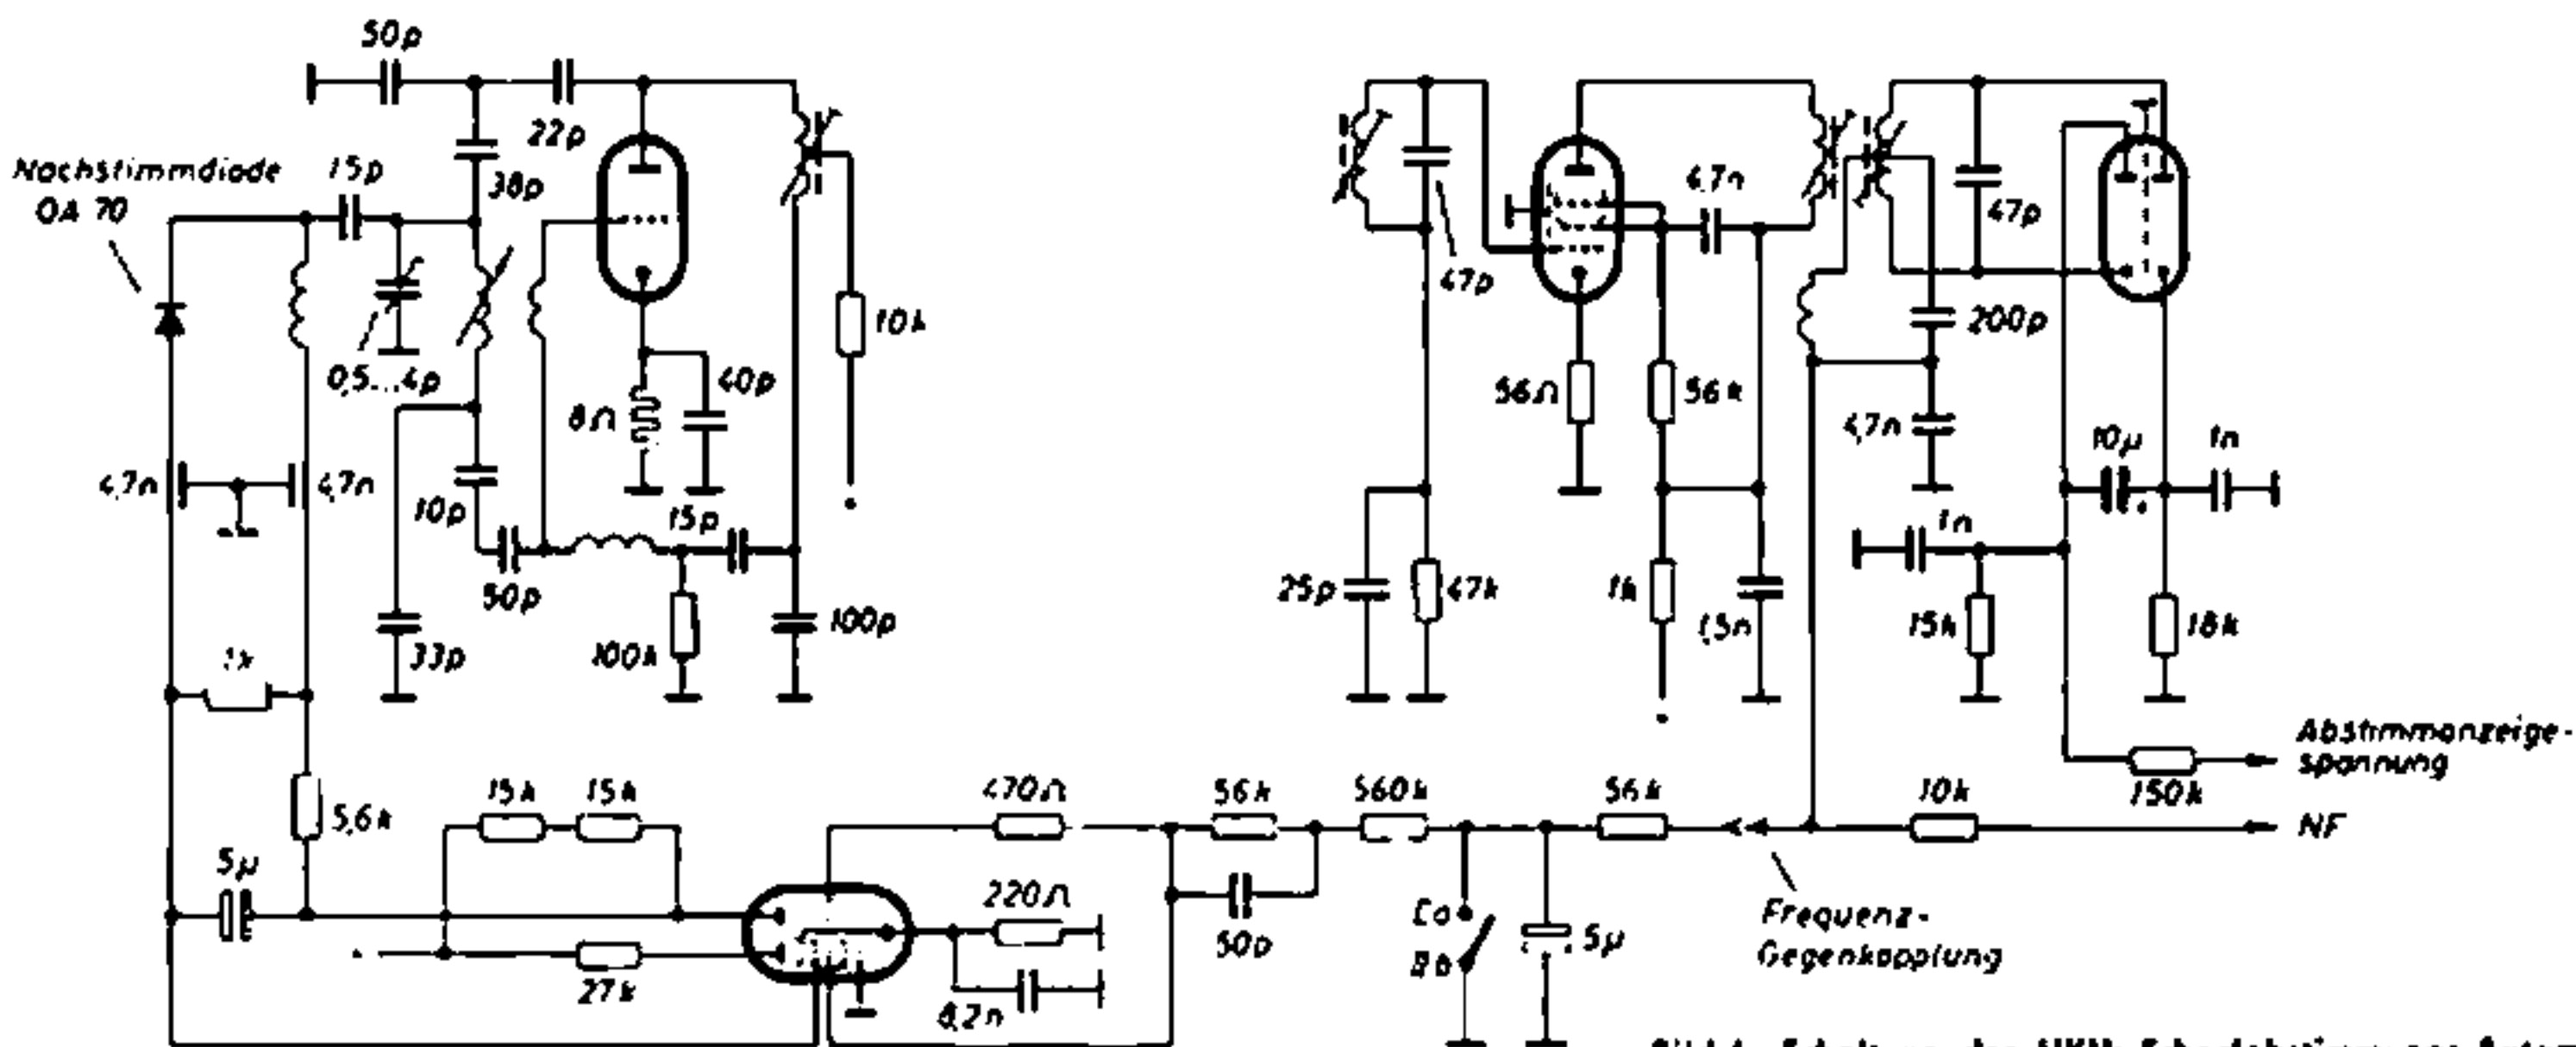 50p
22p
38p
Nachstimmdiode
OA 70
15p
0,5...4p
10k
40p
8Ω
4,7n
4,7n
10p
15p
50p
100k
100p
33p
1k
5,6k
5µ
15k
15k
27k
470Ω
220Ω
8,2n
56k
50p
560k
56k
5µ
Frequenz-
Gegenkopplung
10k
NF
150k
Abstimmanzeige-
spannung
47p
56Ω
56k
4,7n
25p
47k
1k
1,5n
47p
200p
4,7n
10µ
1n
1n
15k
18k